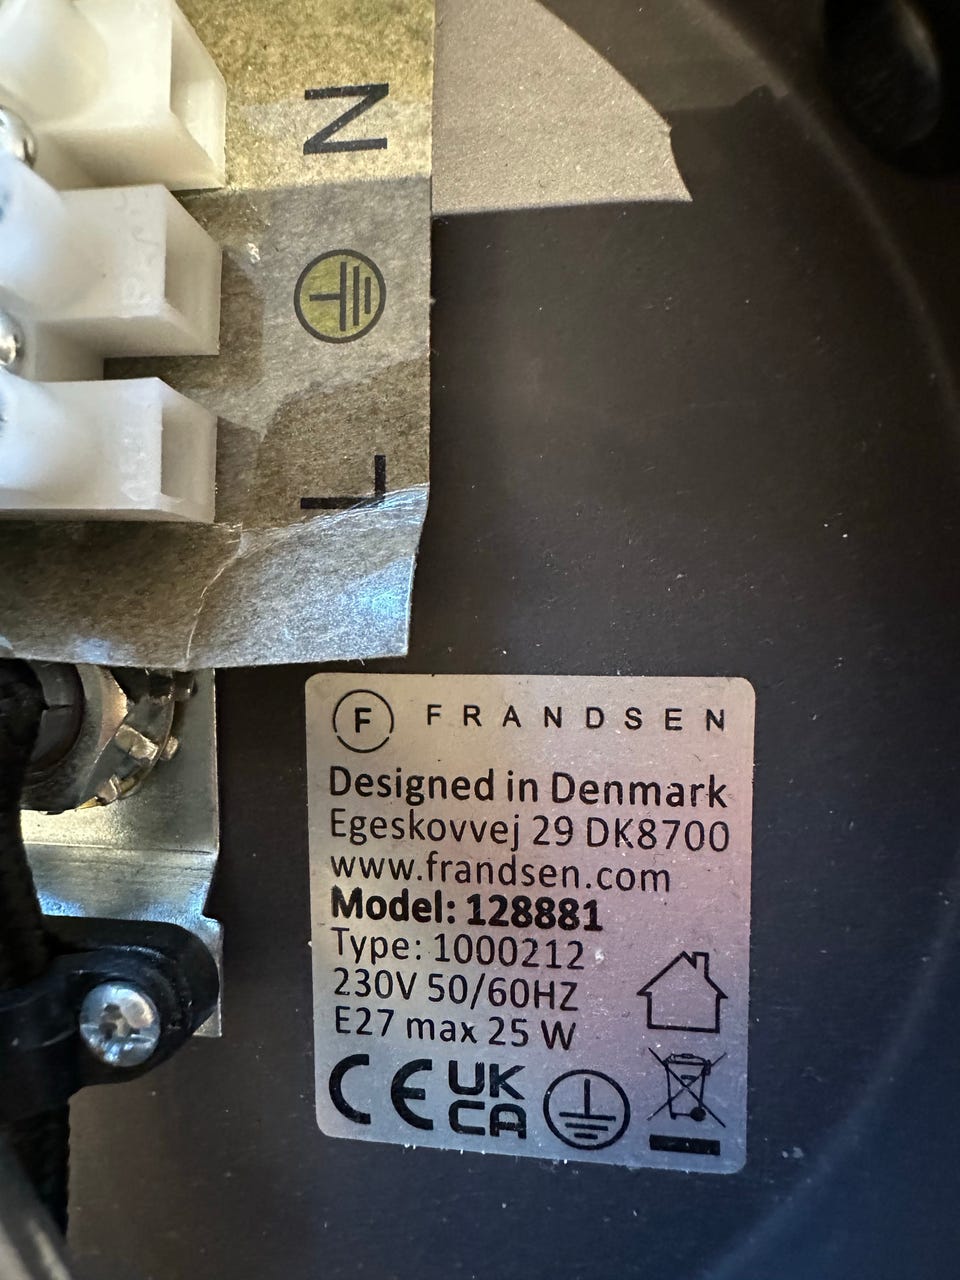 N
L
F FRANDSEN
Designed in Denmark
Egeskovvej 29 DK8700
www.frandsen.com
Model: 128881
Type: 1000212
230V 50/60HZ
E27 max 25 W
CE UK CA